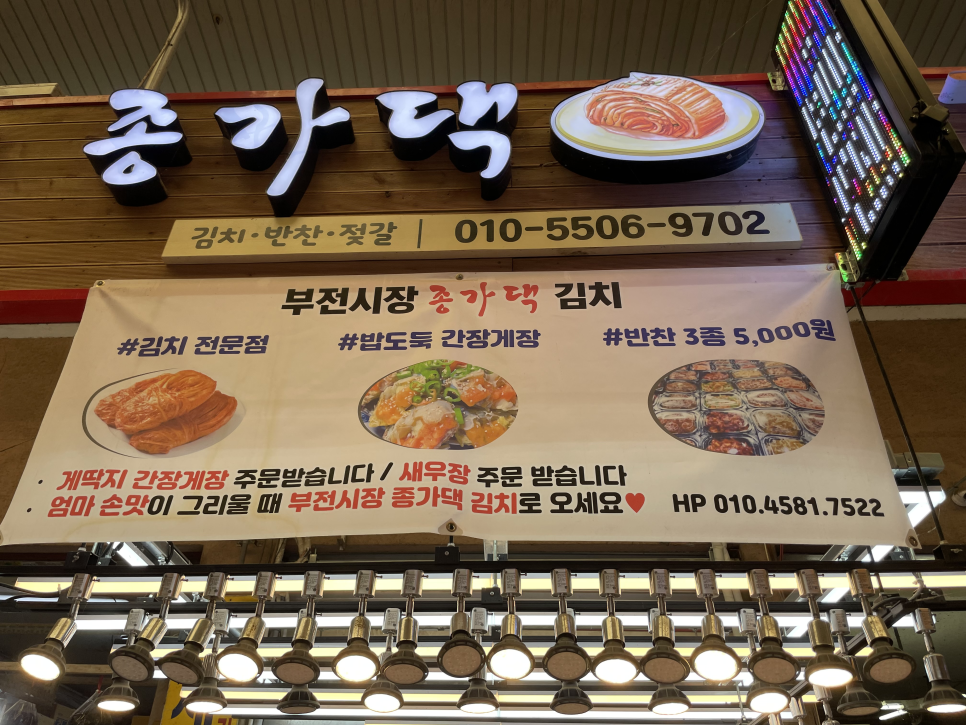 종가댁
김치·반찬·젓갈 | 010-5506-9702
부전시장 종가댁 김치
#김치 전문점
#밥도둑 간장게장
#반찬 3종 5,000원
· 게딱지 간장게장 주문받습니다 / 새우장 주문 받습니다
· 엄마 손맛이 그리울 때 부전시장 종가댁 김치로 오세요♥
HP 010.4581.7522